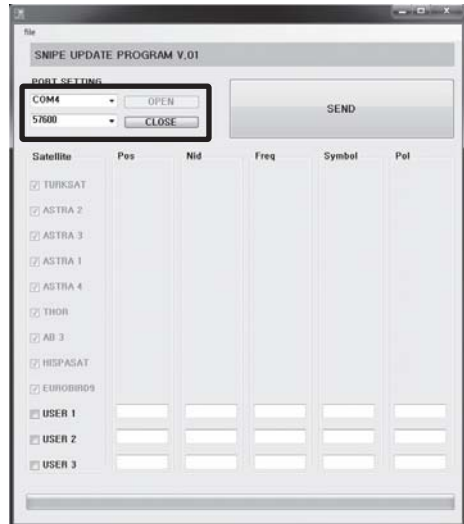 file
SNIPE UPDATE PROGRAM V.01
PORT SETTING
COM4 OPEN
SEND
57600 CLOSE
Satellite Pos Nid Freq Symbol Pol
TURKSAT
ASTRA 2
ASTRA 3
ASTRA 1
ASTRA 4
THOR
AB 3
HISPASAT
EUROBIRD9
USER 1
USER 2
USER 3